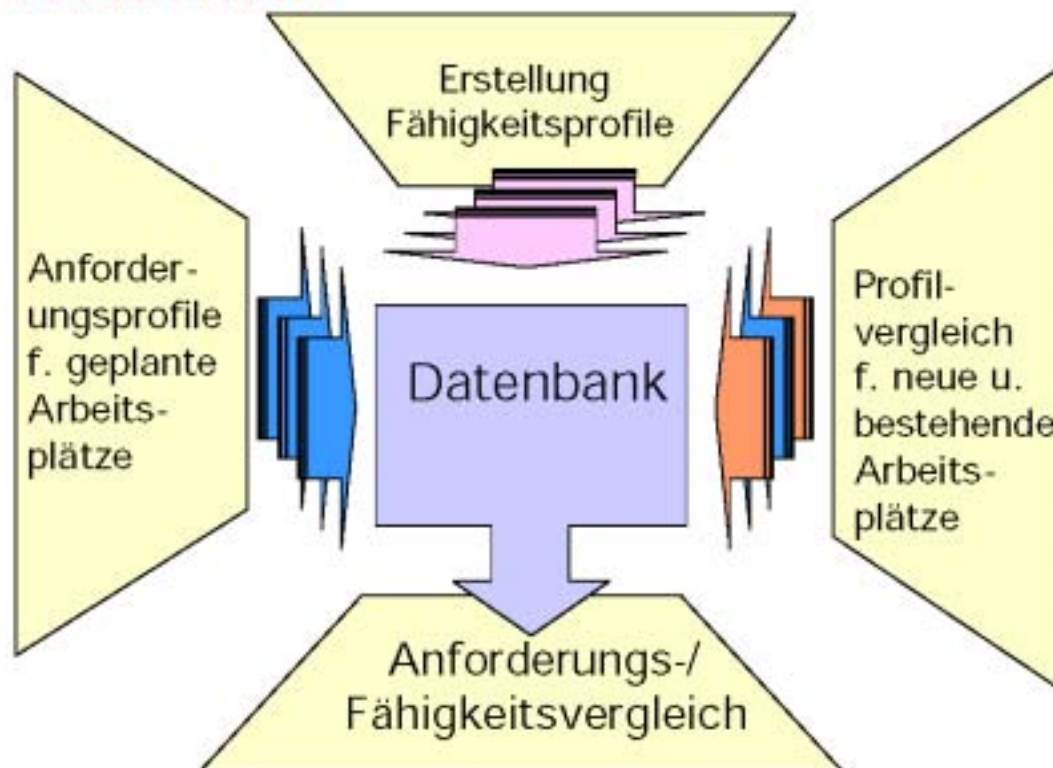 Erstellung
Fähigkeitsprofile
Anforder-
ungsprofile
f. geplante
Arbeits-
plätze
Datenbank
Profil-
vergleich
f. neue u.
bestehende
Arbeits-
plätze
Anforderungs-/
Fähigkeitsvergleich